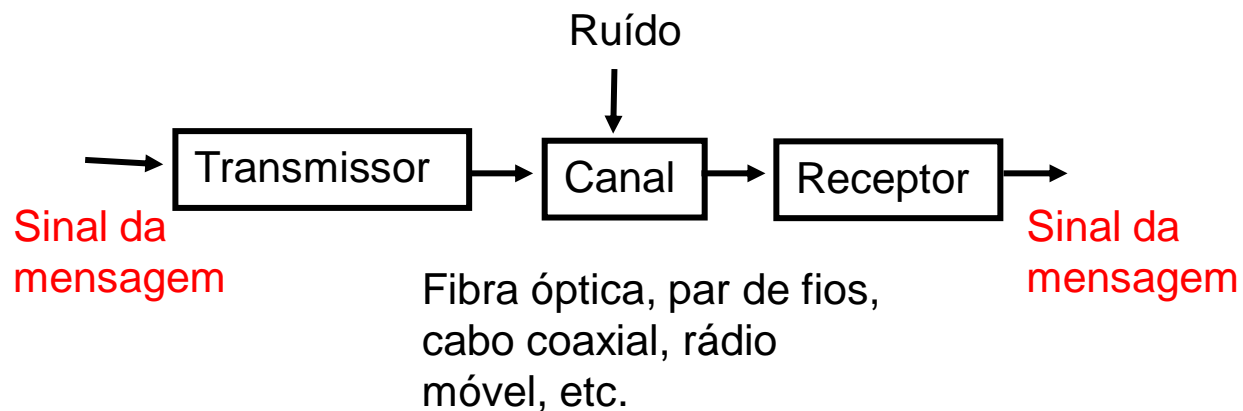 Ruído
Transmissor
Canal
Receptor
Sinal da
mensagem
Sinal da
mensagem
Fibra óptica, par de fios,
cabo coaxial, rádio
móvel, etc.